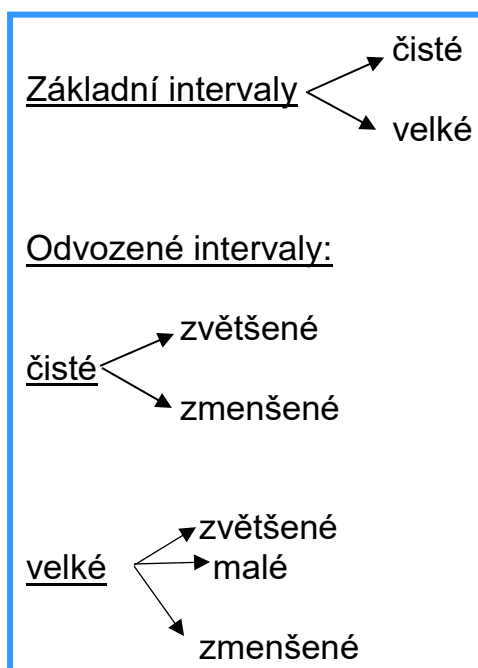 čisté
Základní intervaly
velké
Odvozené intervaly:
zvětšené
čisté
zmenšené
zvětšené
velké malé
zmenšené